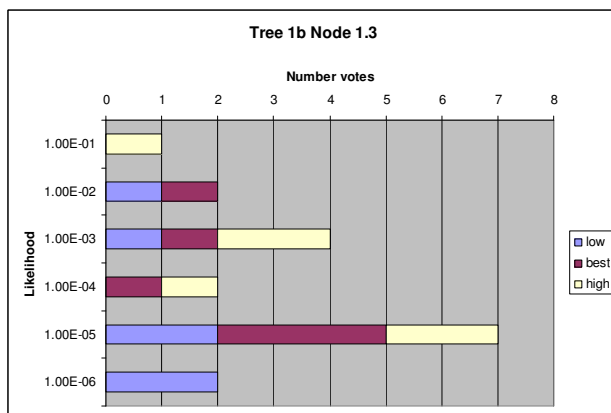 Tree 1b Node 1.3
Number votes
0 1 2 3 4 5 6 7 8
1.00E-01
1.00E-02
1.00E-03
1.00E-04
1.00E-05
1.00E-06
Likelihood
low
best
high